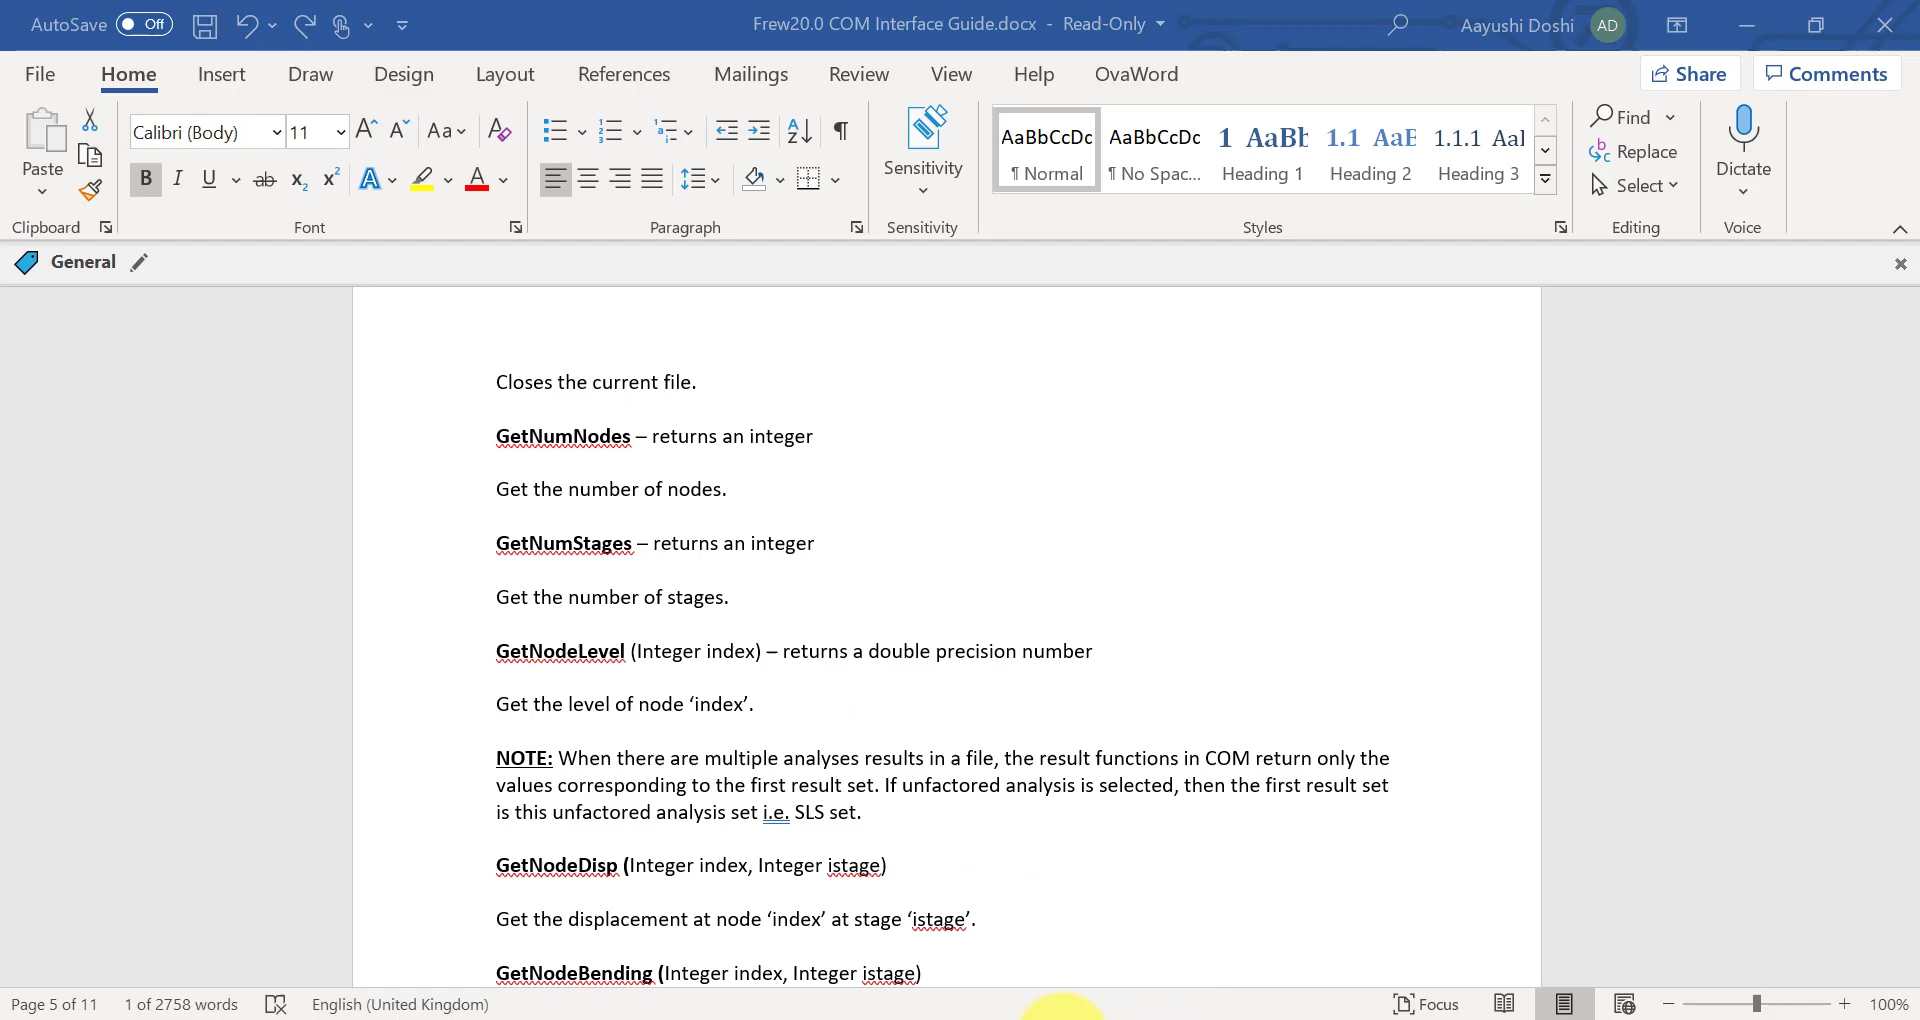 AutoSave Off Frew20.0 COM Interface Guide.docx - Read-Only Aayushi Doshi AD
File Home Insert Draw Design Layout References Mailings Review View Help OvaWord Share Comments
Paste
Calibri (Body) 11 Aa
B I U ab x₂ x² A A
Sensitivity
AaBbCcDc ¶ Normal
AaBbCcDc ¶ No Spac...
1 AaBb Heading 1
1.1 AaB Heading 2
1.1.1 Aal Heading 3
Find
Replace
Select
Dictate
Clipboard Font Paragraph Sensitivity Styles Editing Voice
General
Closes the current file.
GetNumNodes – returns an integer
Get the number of nodes.
GetNumStages – returns an integer
Get the number of stages.
GetNodeLevel (Integer index) – returns a double precision number
Get the level of node ‘index’.
NOTE: When there are multiple analyses results in a file, the result functions in COM return only the
values corresponding to the first result set. If unfactored analysis is selected, then the first result set
is this unfactored analysis set i.e. SLS set.
GetNodeDisp (Integer index, Integer istage)
Get the displacement at node ‘index’ at stage ‘istage’.
GetNodeBending (Integer index, Integer istage)
Page 5 of 11 1 of 2758 words English (United Kingdom) Focus 100%